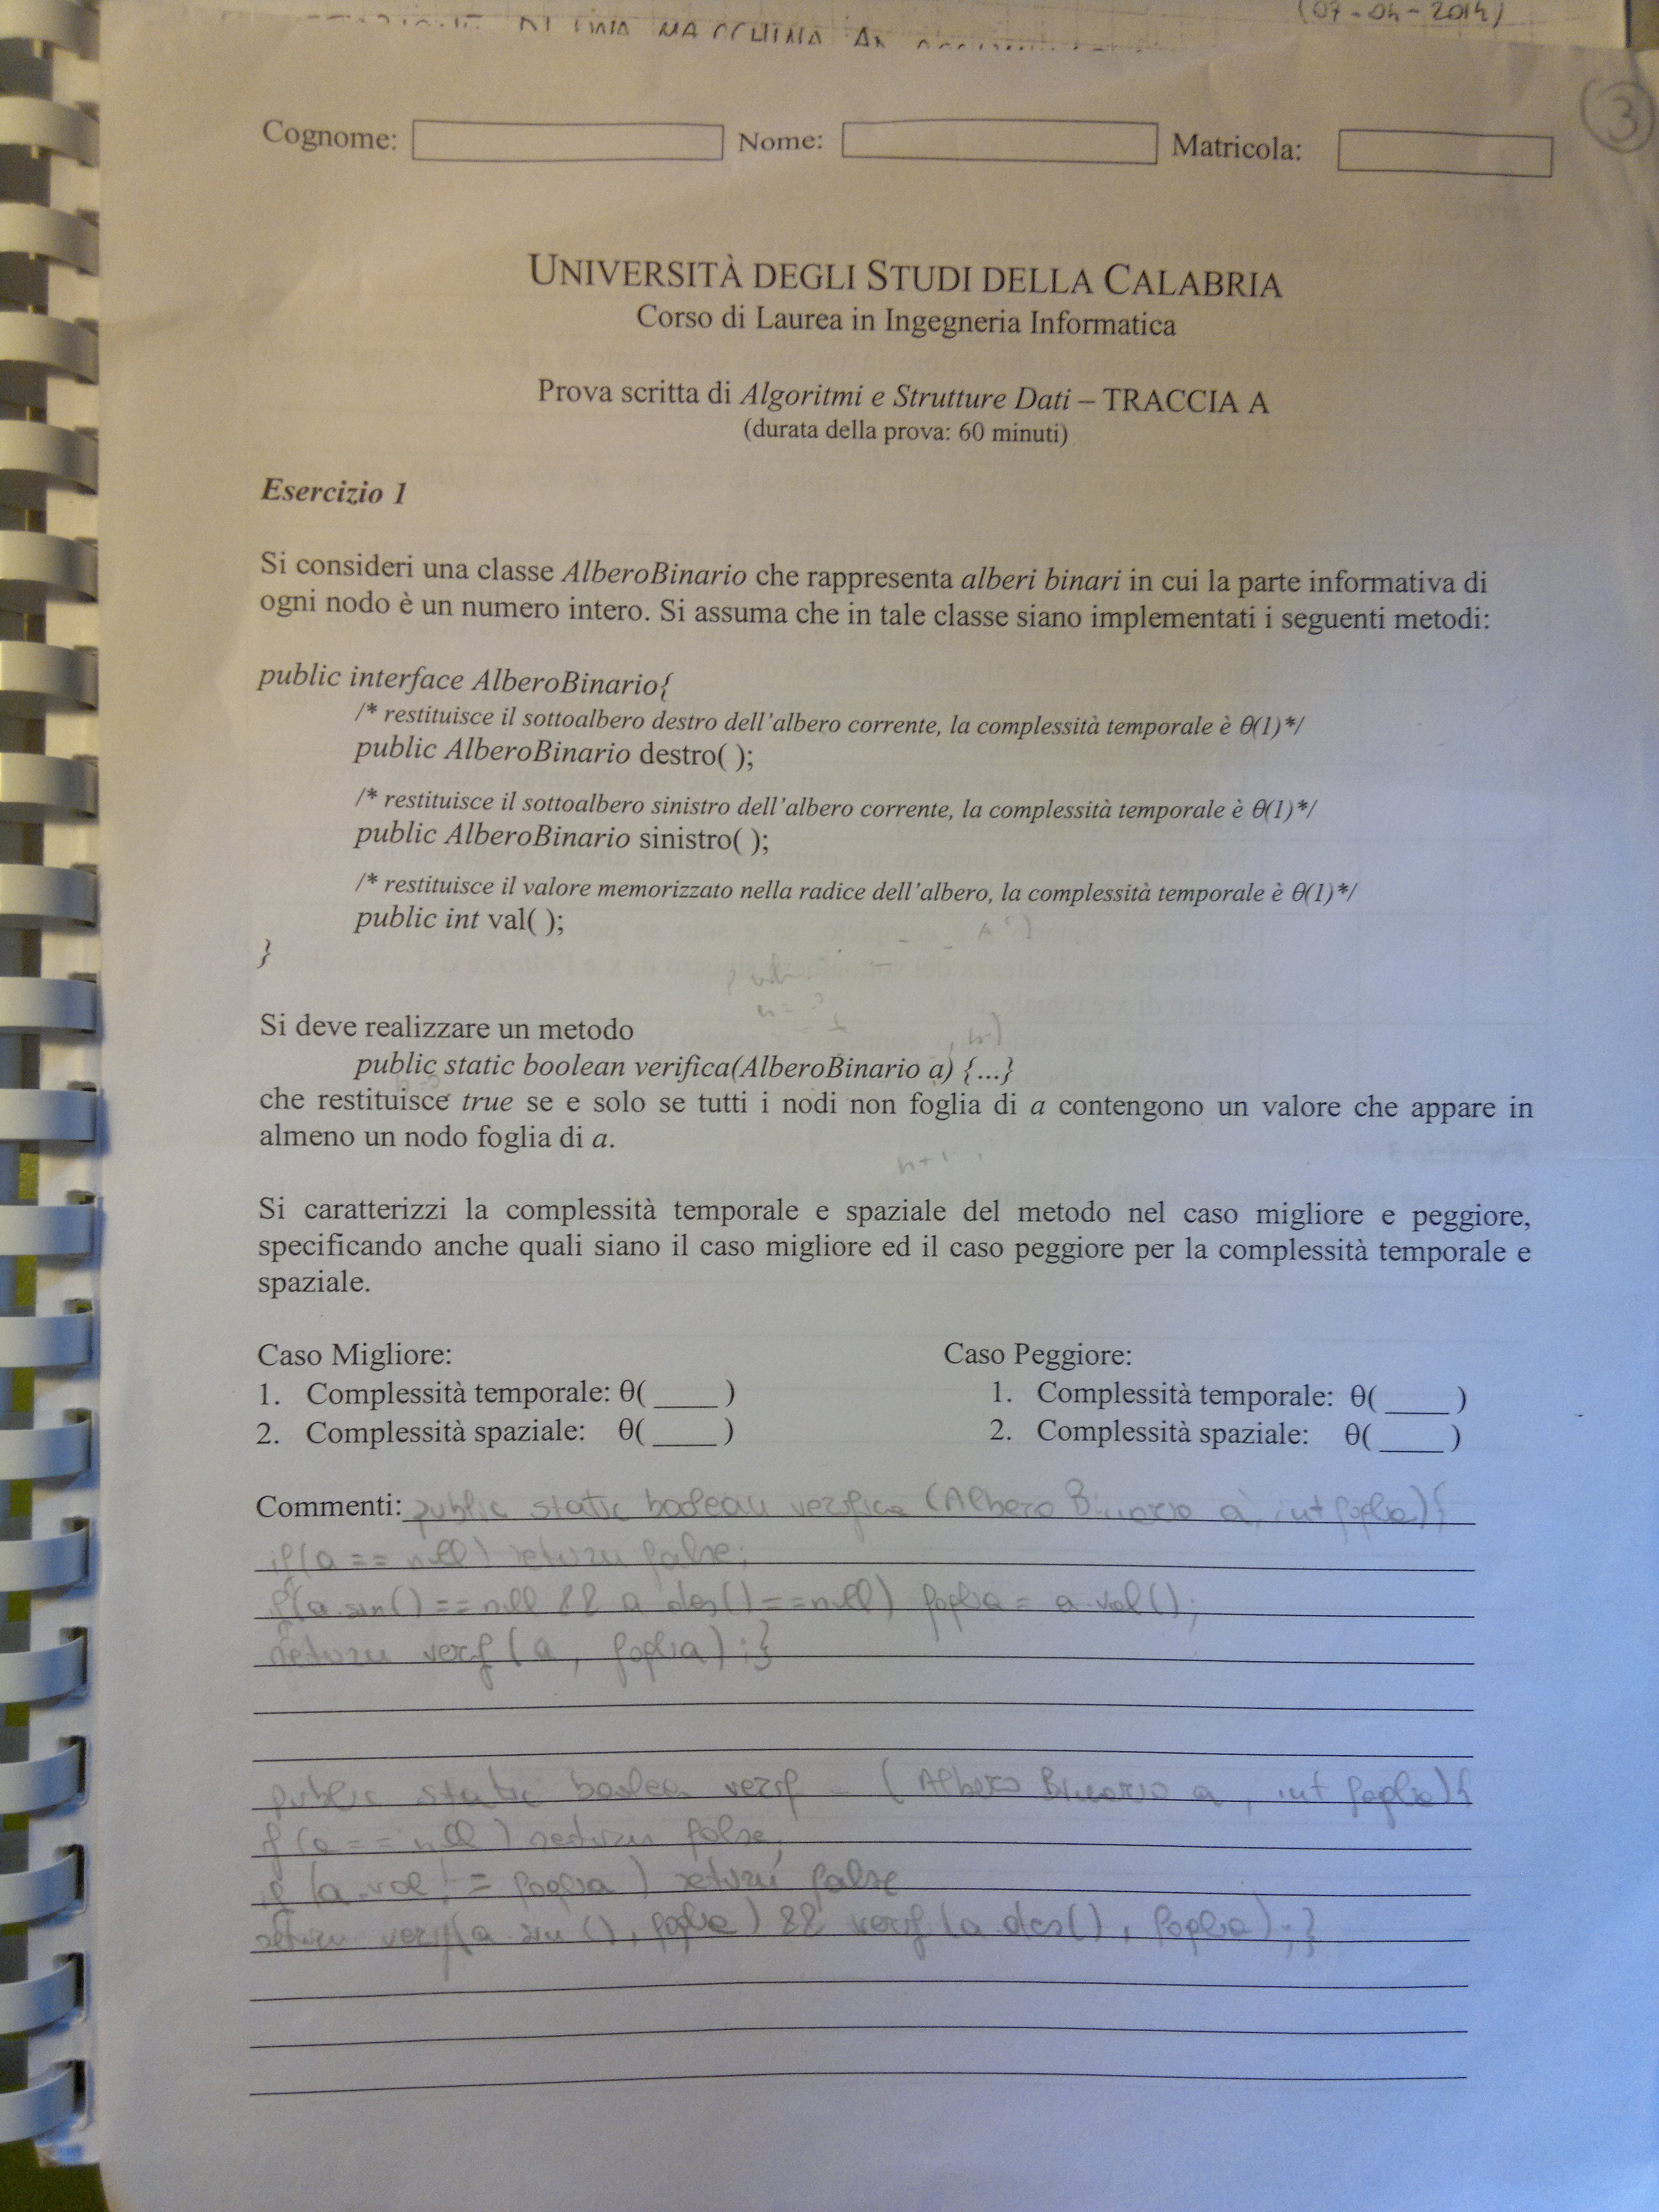 DI UNA MACCHINA AD
(07-04-2014)
3
Cognome: Nome: Matricola:
UNIVERSITÀ DEGLI STUDI DELLA CALABRIA
Corso di Laurea in Ingegneria Informatica
Prova scritta di Algoritmi e Strutture Dati – TRACCIA A
(durata della prova: 60 minuti)
Esercizio 1
Si consideri una classe AlberoBinario che rappresenta alberi binari in cui la parte informativa di
ogni nodo è un numero intero. Si assuma che in tale classe siano implementati i seguenti metodi:
public interface AlberoBinario{
/* restituisce il sottoalbero destro dell'albero corrente, la complessità temporale è θ(1)*/
public AlberoBinario destro( );
/* restituisce il sottoalbero sinistro dell'albero corrente, la complessità temporale è θ(1)*/
public AlberoBinario sinistro( );
/* restituisce il valore memorizzato nella radice dell'albero, la complessità temporale è θ(1)*/
public int val( );
}
Si deve realizzare un metodo
public static boolean verifica(AlberoBinario a) {...}
che restituisce true se e solo se tutti i nodi non foglia di a contengono un valore che appare in
almeno un nodo foglia di a.
n+1
Si caratterizzi la complessità temporale e spaziale del metodo nel caso migliore e peggiore,
specificando anche quali siano il caso migliore ed il caso peggiore per la complessità temporale e
spaziale.
Caso Migliore: Caso Peggiore:
1. Complessità temporale: θ(____) 1. Complessità temporale: θ(____)
2. Complessità spaziale: θ(____) 2. Complessità spaziale: θ(____)
Commenti: public static boolean verifica (Albero Binario a, int foglia){
if(a == null) return false;
if(a.sin()==null && a.des()==null) foglia = a.val();
return verif(a, foglia);}
public static boolean verif (Albero Binario a, int foglia){
if(a == null) return false;
if (a.val != foglia) return false
return verif(a.sin(), foglia) && verif(a.des(), foglia);}